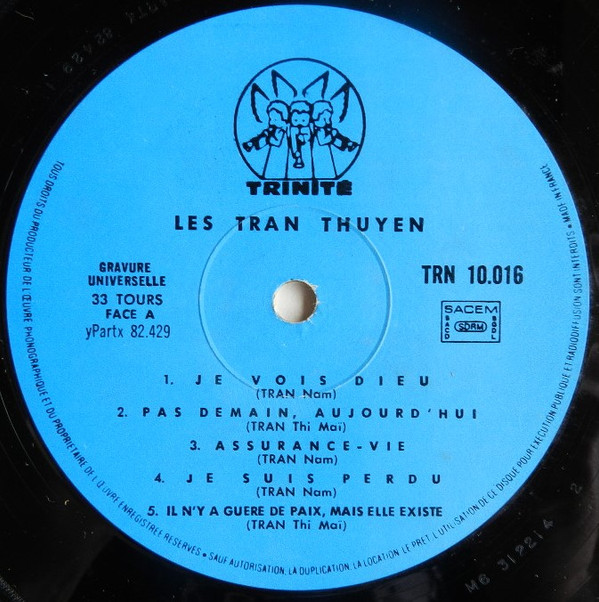 TRINITÉ
LES TRAN THUYEN
GRAVURE
UNIVERSELLE
33 TOURS
FACE A
yPartx 82.429
TRN 10.016
SACEM
SACD
SDRM
SGDL
1. JE VOIS DIEU
(TRAN Nam)
2. PAS DEMAIN, AUJOURD'HUI
(TRAN Thi Maï)
3. ASSURANCE-VIE
(TRAN Nam)
4. JE SUIS PERDU
(TRAN Nam)
5. IL N'Y A GUERE DE PAIX, MAIS ELLE EXISTE
(TRAN Thi Maï)
TOUS DROITS DU PRODUCTEUR DE L'ŒUVRE PHONOGRAPHIQUE ET DU PROPRIETAIRE DE L'ŒUVRE ENREGISTREE RESERVES • SAUF AUTORISATION, LA DUPLICATION, LA LOCATION LE PRET, L'UTILISATION DE CE DISQUE POUR EXECUTION PUBLIQUE ET RADIODIFFUSION SONT INTERDITS • MADE IN FRANCE